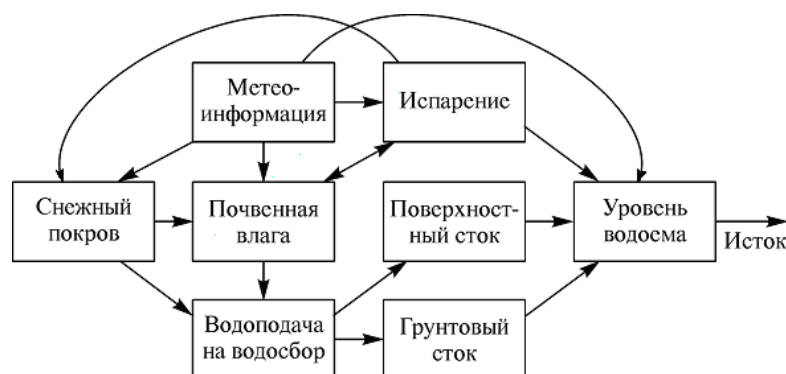 Метео-
информация
Испарение
Снежный
покров
Почвенная
влага
Поверхност-
ный сток
Уровень
водоема
Исток
Водоподача
на водосбор
Грунтовый
сток